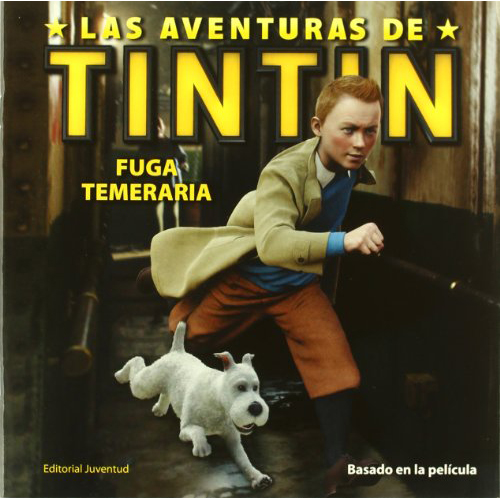 ★ LAS AVENTURAS DE ★
TINTIN
FUGA
TEMERARIA
Editorial Juventud
Basado en la película